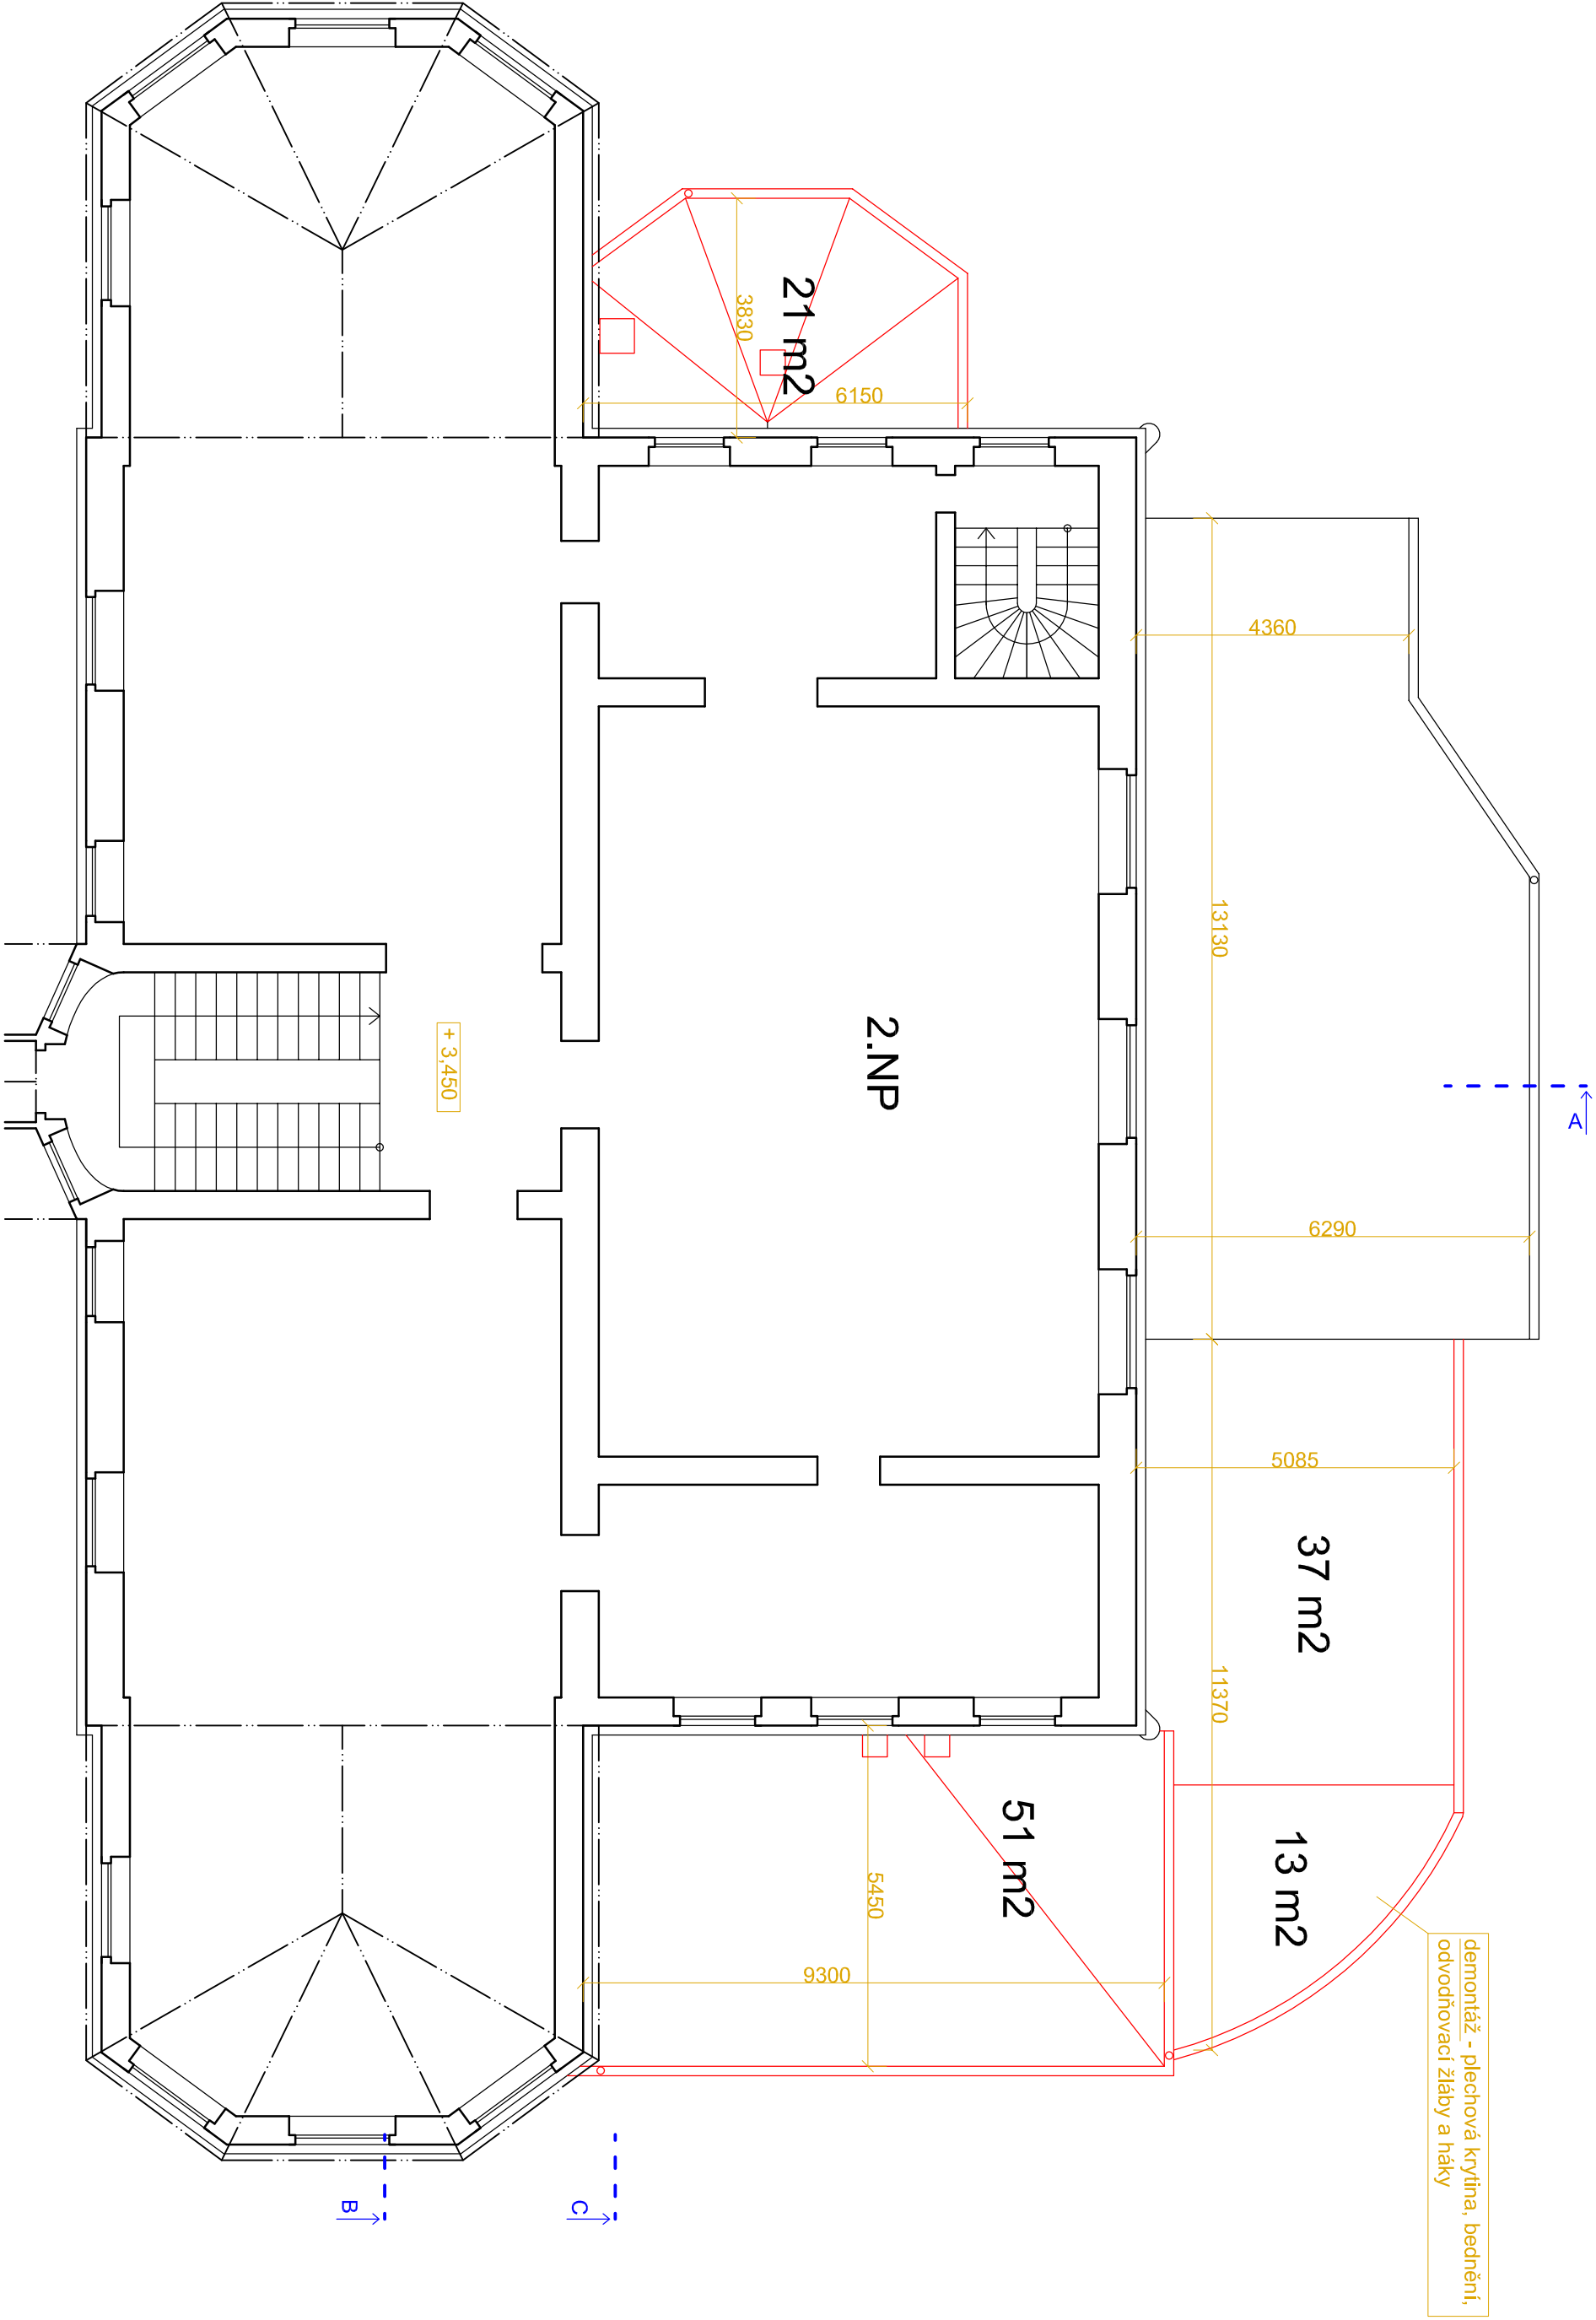 21 m2
3830
6150
4360
13130
+ 3,450
2.NP
A
6290
5085
37 m2
11370
51 m2
13 m2
5450
9300
demontáž - plechová krytina, bednění,
odvodňovací žláby a háky
B
C